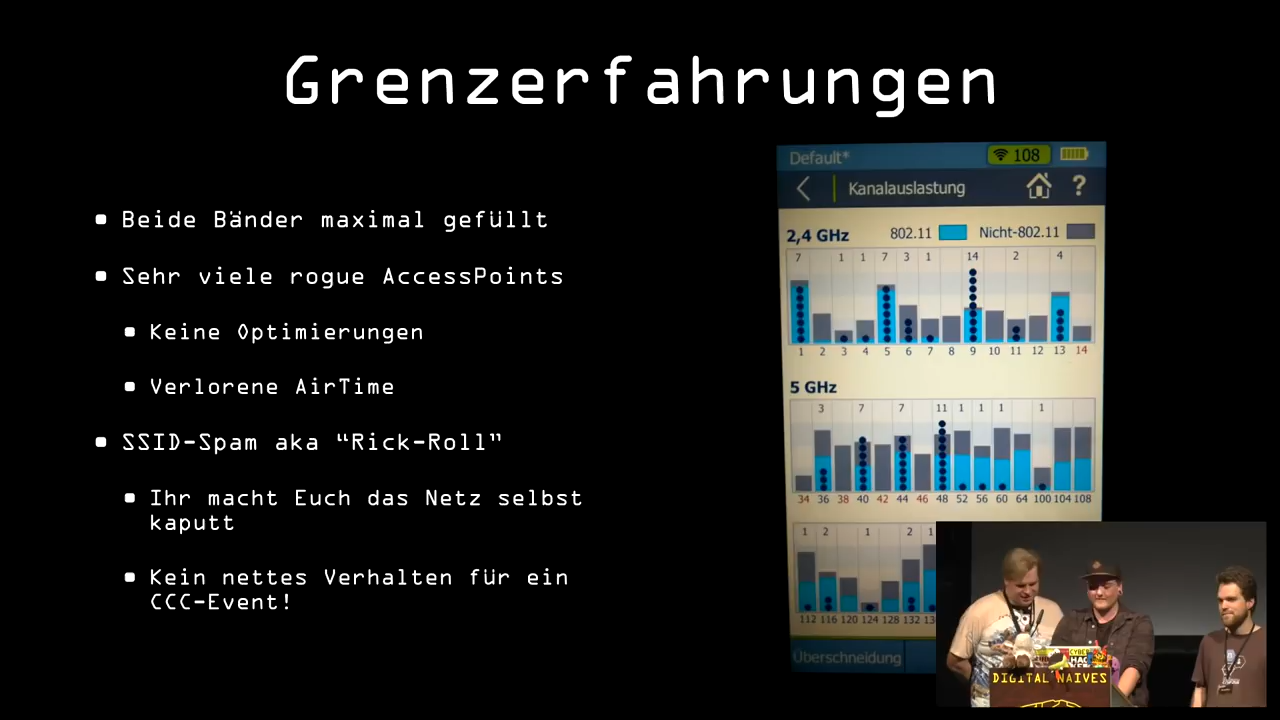 Grenzerfahrungen
Beide Bänder maximal gefüllt
Sehr viele rogue AccessPoints
Keine Optimierungen
Verlorene AirTime
SSID-Spam aka “Rick-Roll”
Ihr macht Euch das Netz selbst
kaputt
Kein nettes Verhalten für ein
CCC-Event!
Default*
108
Kanalauslastung
?
2,4 GHz 802.11 Nicht-802.11
7 1 1 7 3 1 14 2 4
1 2 3 4 5 6 7 8 9 10 11 12 13 14
5 GHz
3 7 7 11 1 1 1 1
34 36 38 40 42 44 46 48 52 56 60 64 100 104 108
1 2 1 2 1
112 116 120 124 128 132
Überschneidung
CYBER
HAC
DIGITAL NAIVES